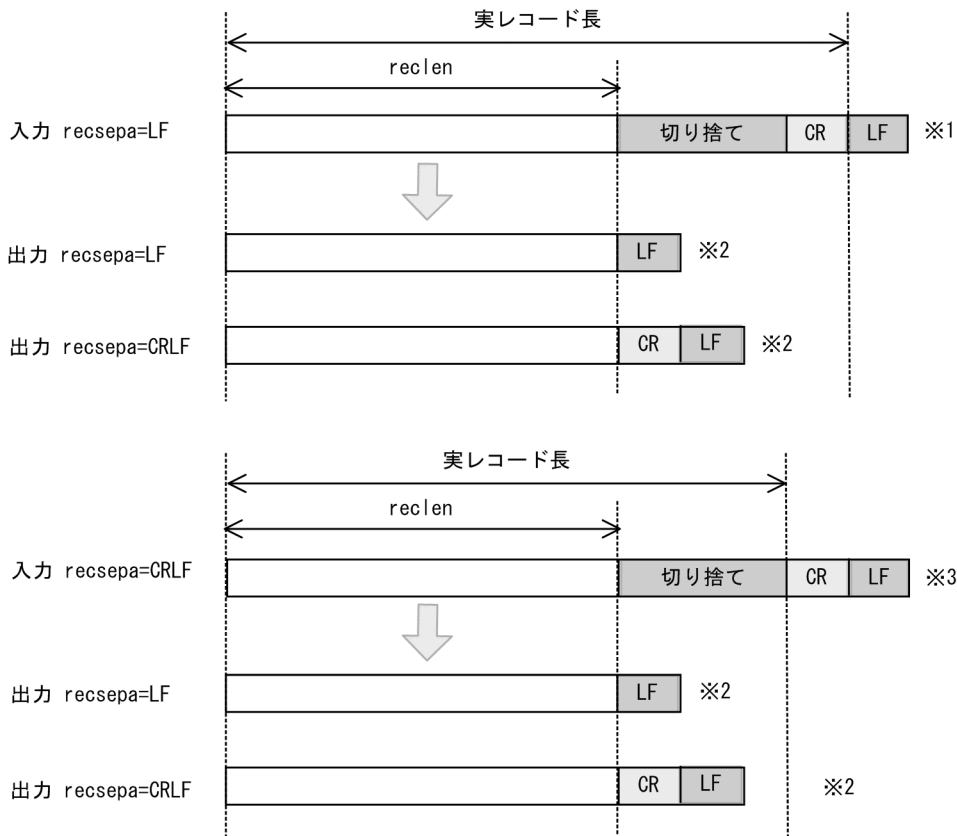 実レコード長
reclen
入力 recsepa=LF 切り捨て CR LF ※1
出力 recsepa=LF LF ※2
出力 recsepa=CRLF CR LF ※2
実レコード長
reclen
入力 recsepa=CRLF 切り捨て CR LF ※3
出力 recsepa=LF LF ※2
出力 recsepa=CRLF CR LF ※2